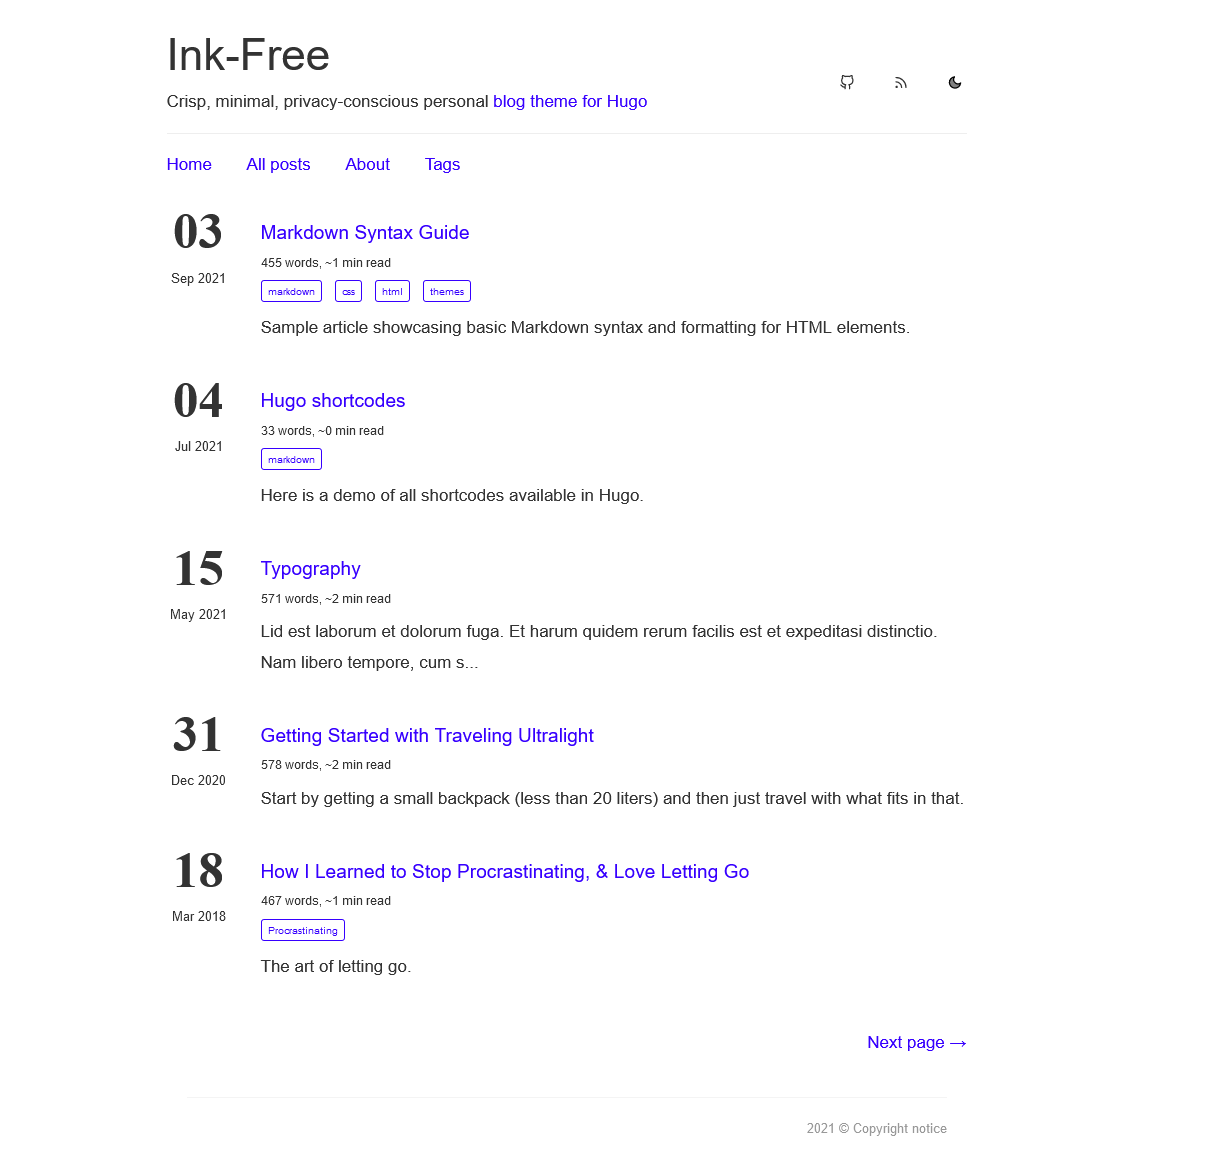 Ink-Free
Crisp, minimal, privacy-conscious personal blog theme for Hugo
Home All posts About Tags
03
Sep 2021
Markdown Syntax Guide
455 words, ~1 min read
markdown css html themes
Sample article showcasing basic Markdown syntax and formatting for HTML elements.
04
Jul 2021
Hugo shortcodes
33 words, ~0 min read
markdown
Here is a demo of all shortcodes available in Hugo.
15
May 2021
Typography
571 words, ~2 min read
Lid est laborum et dolorum fuga. Et harum quidem rerum facilis est et expeditasi distinctio.
Nam libero tempore, cum s...
31
Dec 2020
Getting Started with Traveling Ultralight
578 words, ~2 min read
Start by getting a small backpack (less than 20 liters) and then just travel with what fits in that.
18
Mar 2018
How I Learned to Stop Procrastinating, & Love Letting Go
467 words, ~1 min read
Procrastinating
The art of letting go.
Next page →
2021 © Copyright notice